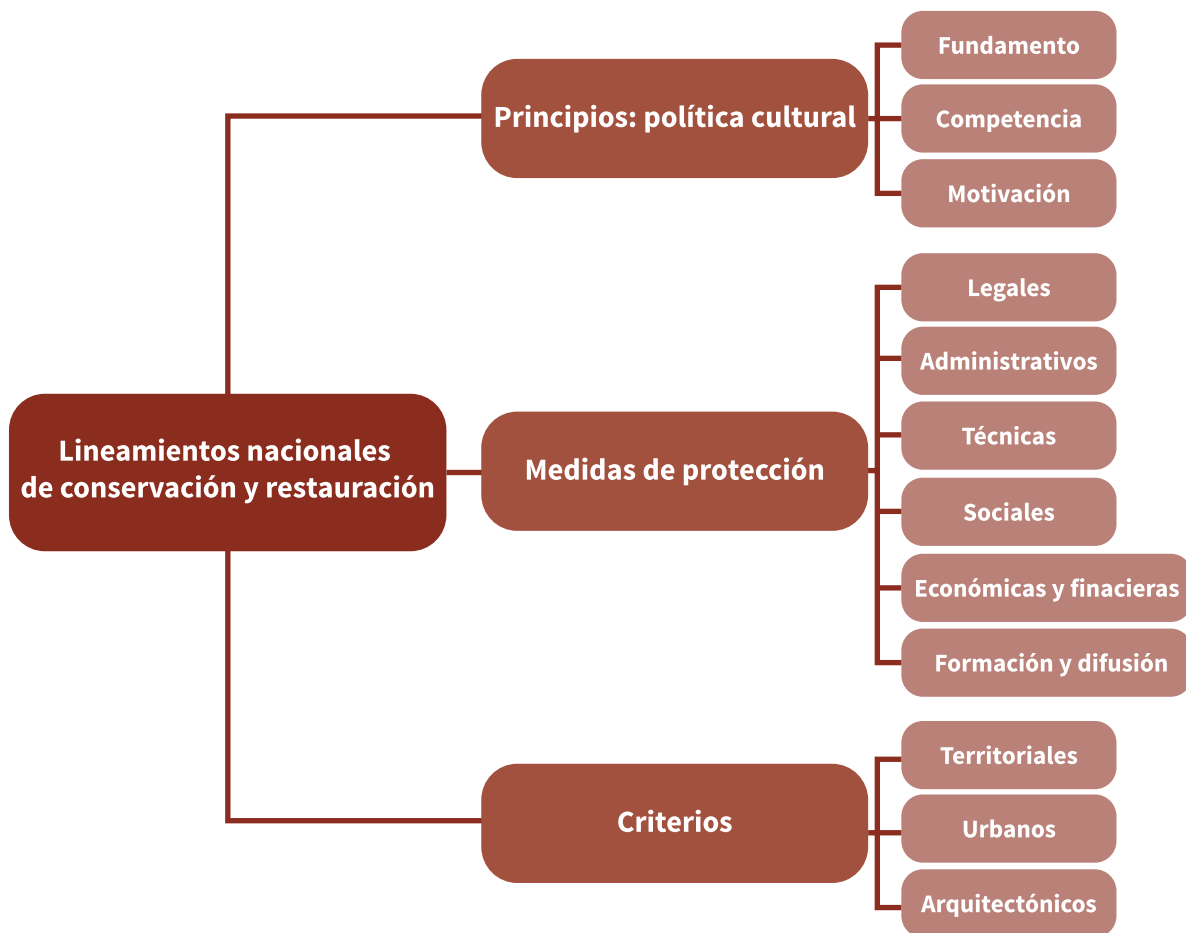 Lineamientos nacionales
de conservación y restauración
Principios: política cultural
Fundamento
Competencia
Motivación
Medidas de protección
Legales
Administrativos
Técnicas
Sociales
Económicas y finacieras
Formación y difusión
Criterios
Territoriales
Urbanos
Arquitectónicos